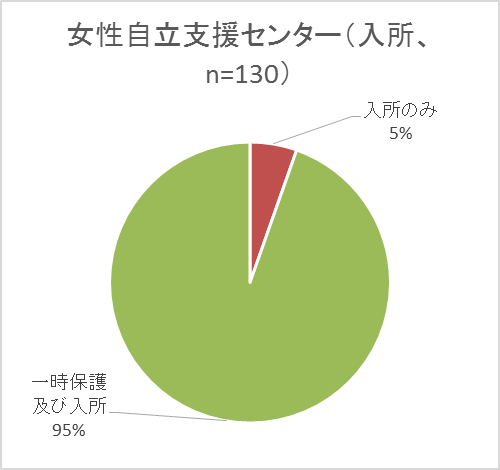 女性自立支援センター（入所、
n=130）
入所のみ
5%
一時保護
及び入所
95%